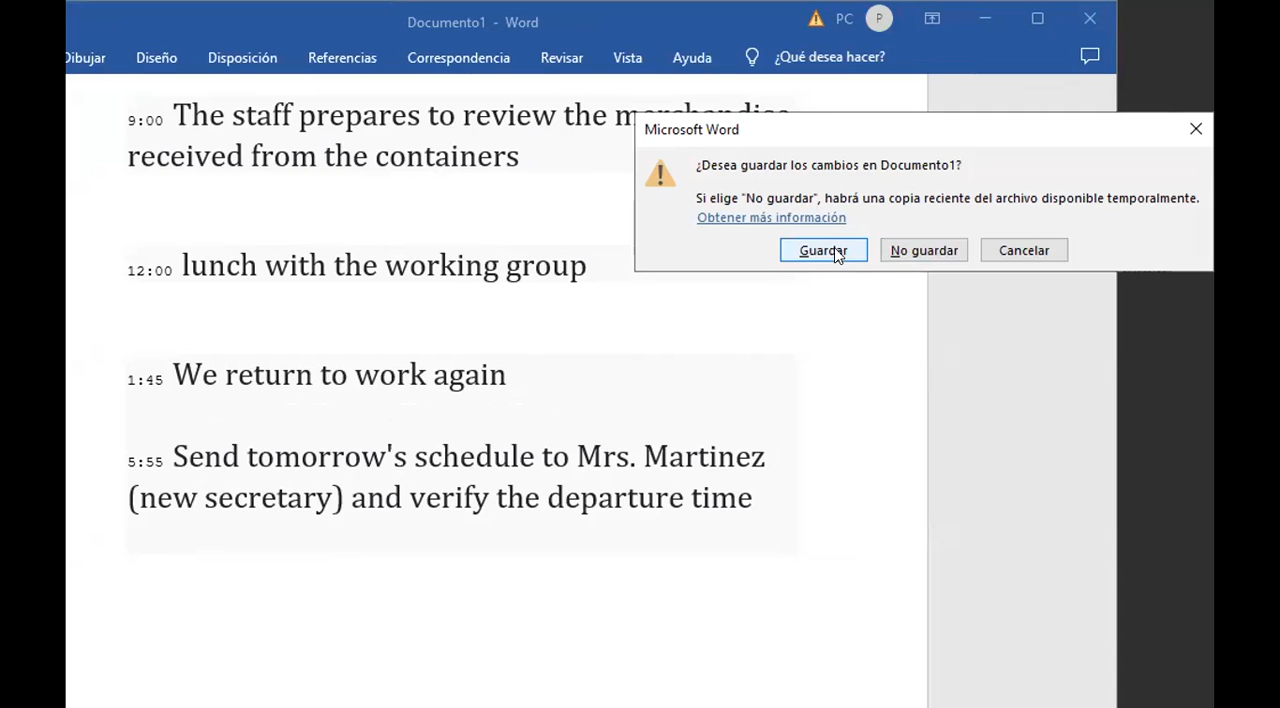 Documento1 - Word
PC
P
Dibujar
Diseño
Disposición
Referencias
Correspondencia
Revisar
Vista
Ayuda
¿Qué desea hacer?
9:00 The staff prepares to review the merchandise
received from the containers
12:00 lunch with the working group
1:45 We return to work again
5:55 Send tomorrow's schedule to Mrs. Martinez
(new secretary) and verify the departure time
Microsoft Word
¿Desea guardar los cambios en Documento1?
Si elige "No guardar", habrá una copia reciente del archivo disponible temporalmente.
Obtener más información
Guardar
No guardar
Cancelar